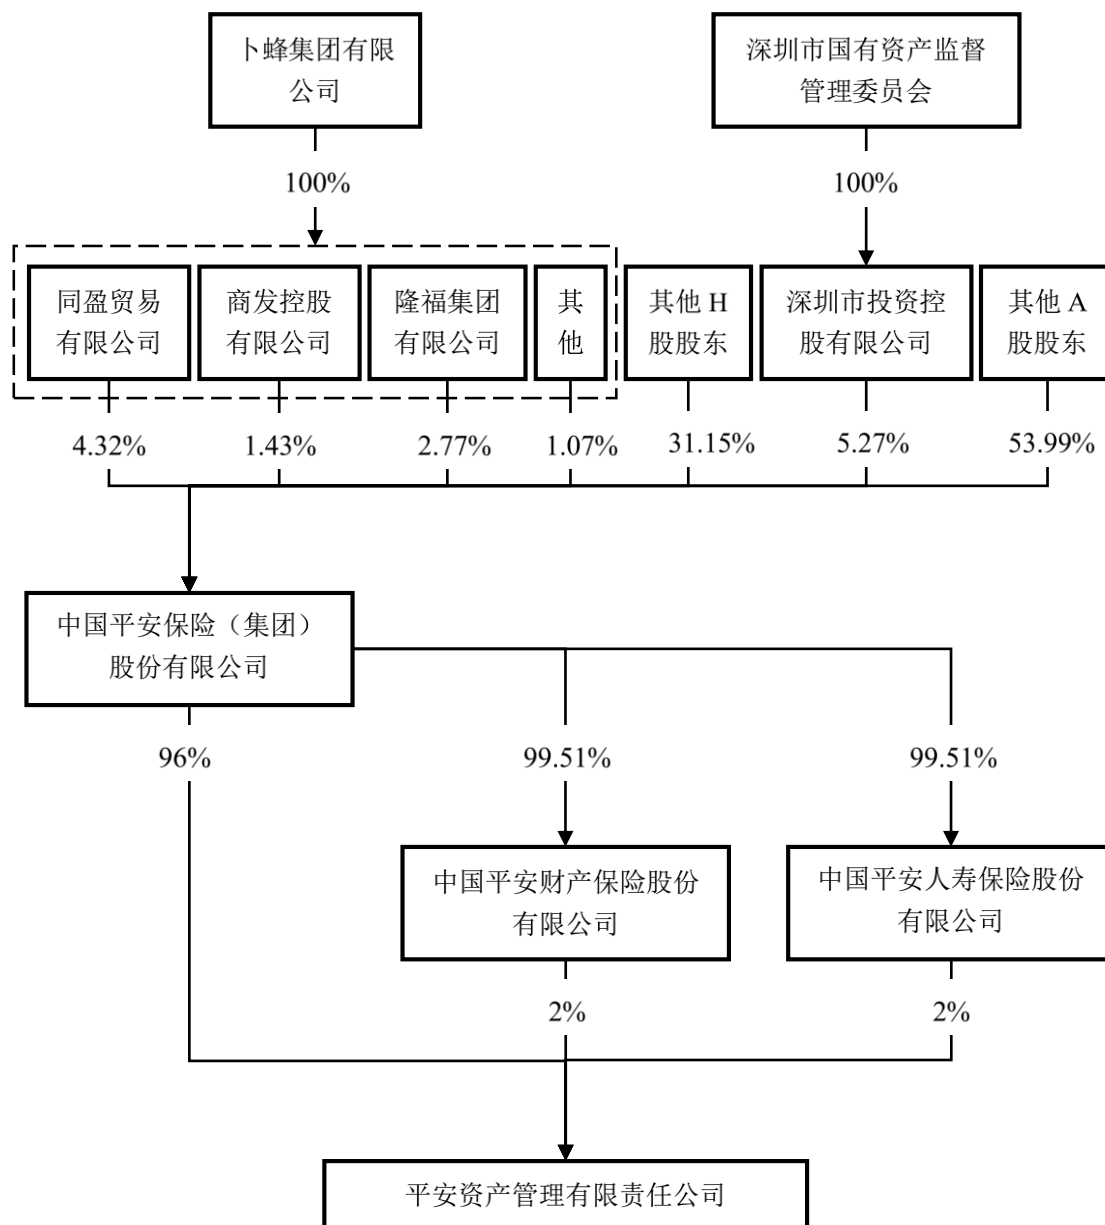 卜蜂集团有限
公司
深圳市国有资产监督
管理委员会
100%
100%
同盈贸易
有限公司
商发控股
有限公司
隆福集团
有限公司
其
他
其他 H
股股东
深圳市投资控
股有限公司
其他 A
股股东
4.32%
1.43%
2.77%
1.07%
31.15%
5.27%
53.99%
中国平安保险（集团）
股份有限公司
96%
99.51%
99.51%
中国平安财产保险股份
有限公司
中国平安人寿保险股份
有限公司
2%
2%
平安资产管理有限责任公司